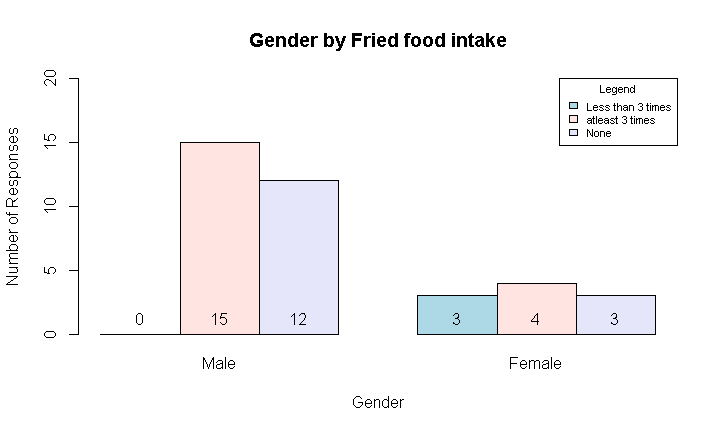 Gender by Fried food intake
20
15
10
5
0
Number of Responses
Legend
Less than 3 times
atleast 3 times
None
0
15
12
3
4
3
Male
Female
Gender